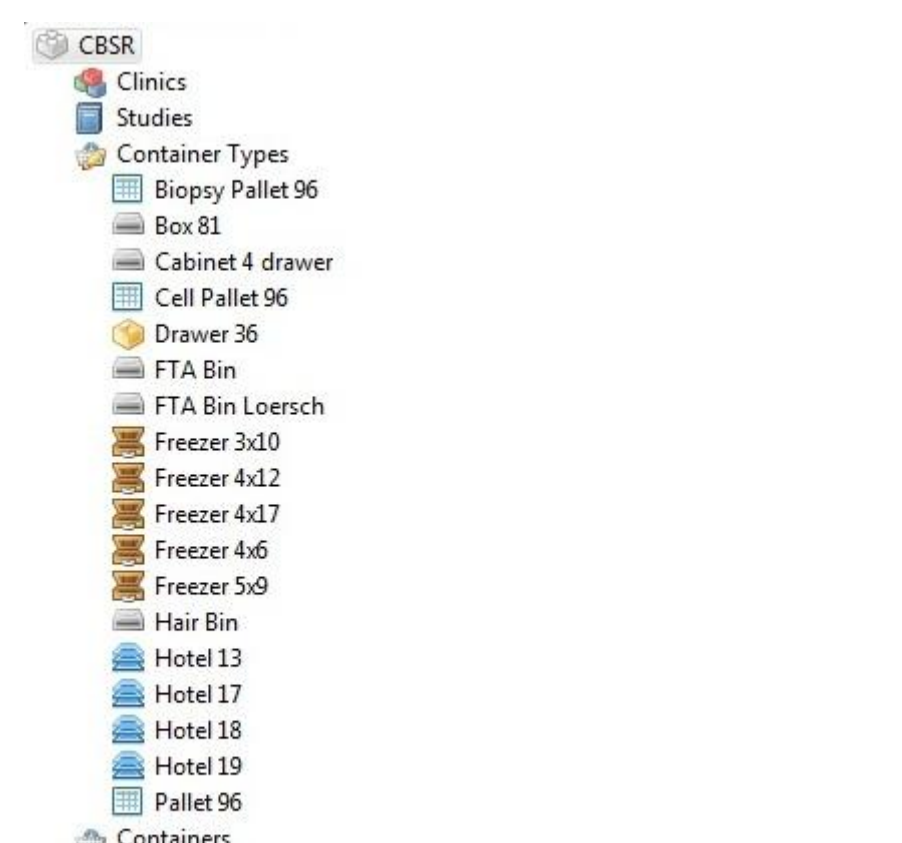 CBSR
Clinics
Studies
Container Types
Biopsy Pallet 96
Box 81
Cabinet 4 drawer
Cell Pallet 96
Drawer 36
FTA Bin
FTA Bin Loersch
Freezer 3x10
Freezer 4x12
Freezer 4x17
Freezer 4x6
Freezer 5x9
Hair Bin
Hotel 13
Hotel 17
Hotel 18
Hotel 19
Pallet 96
Containers